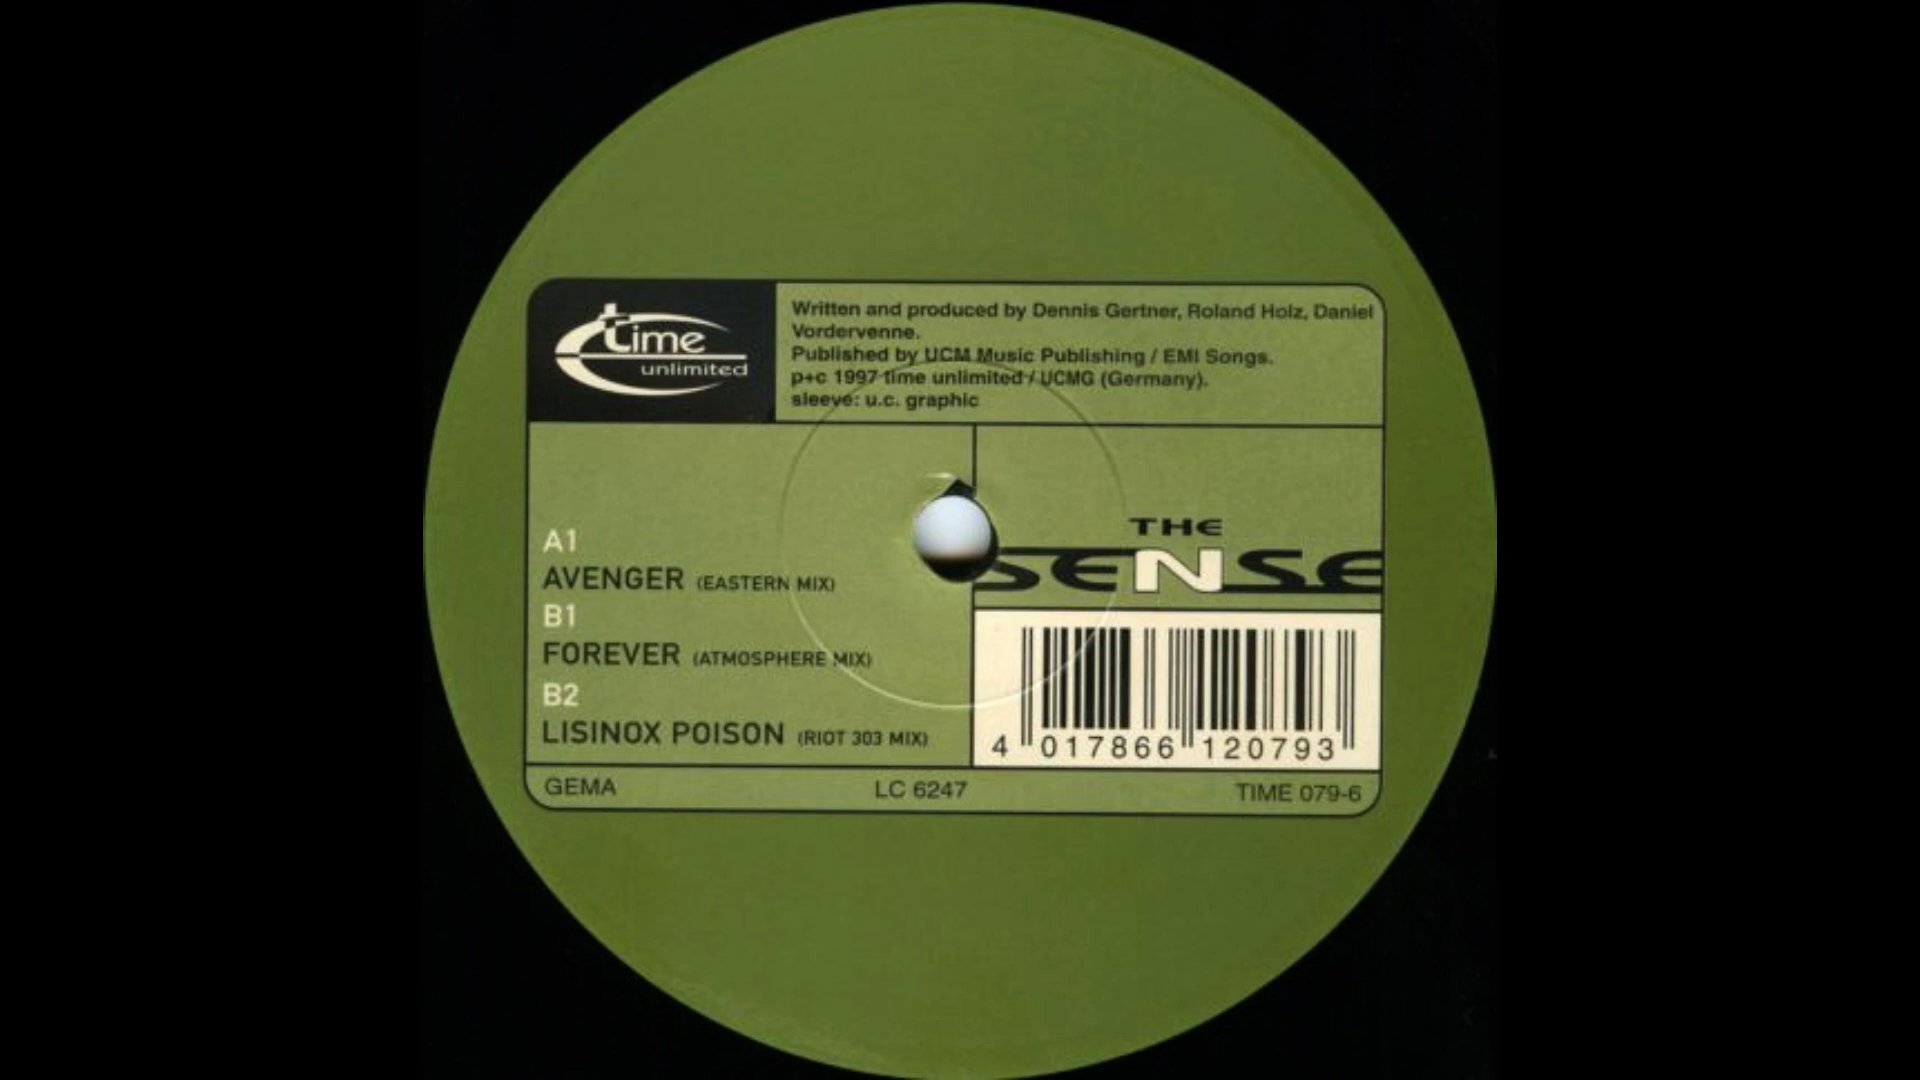 time
unlimited
Written and produced by Dennis Gertner, Roland Holz, Daniel
Vordervenne.
Published by UCM Music Publishing / EMI Songs.
p+c 1997 time unlimited / UCMG (Germany).
sleeve: u.c. graphic
A1
AVENGER (EASTERN MIX)
B1
FOREVER (ATMOSPHERE MIX)
B2
LISINOX POISON (RIOT 303 MIX)
THE
SENSE
4 017866 120793
GEMA LC 6247 TIME 079-6